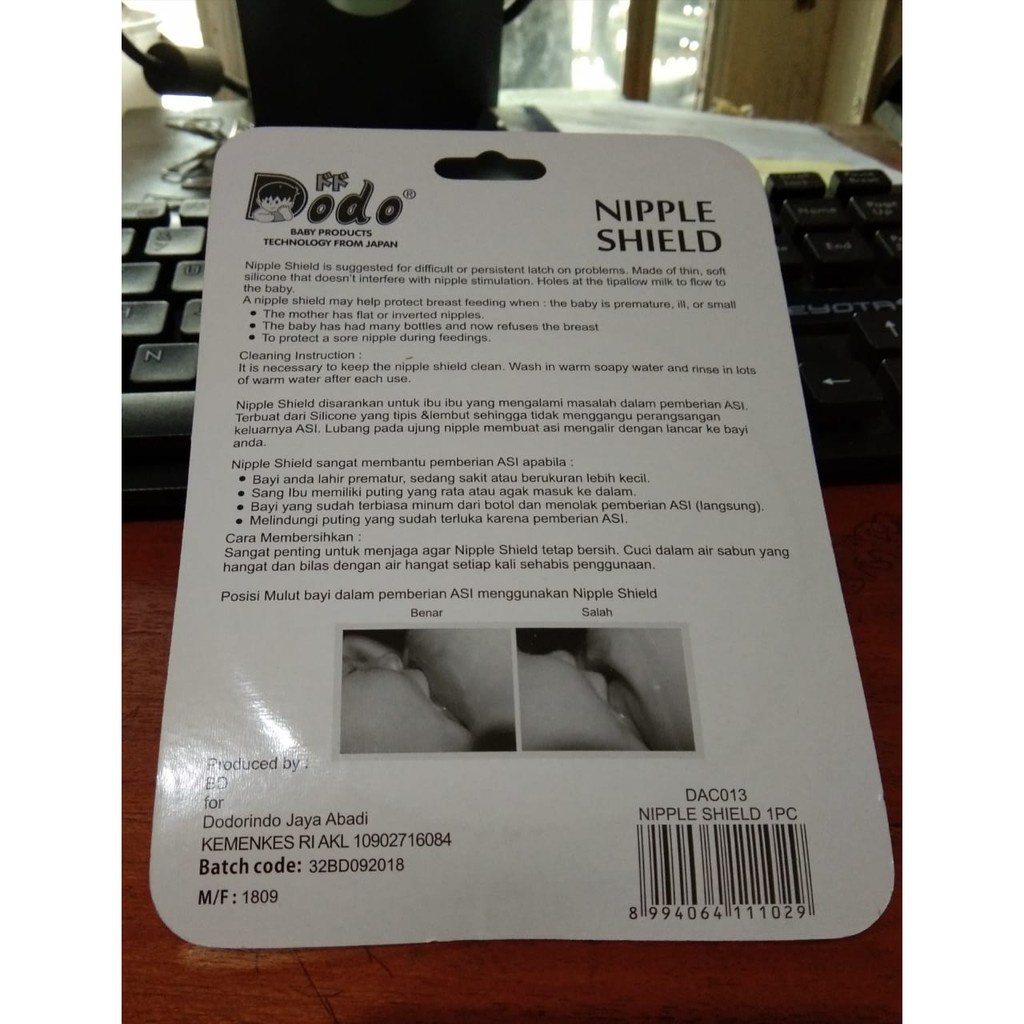 ドド
Dodo®
BABY PRODUCTS
TECHNOLOGY FROM JAPAN
NIPPLE
SHIELD
Nipple Shield is suggested for difficult or persistent latch on problems. Made of thin, soft
silicone that doesn't interfere with nipple stimulation. Holes at the tipallow milk to flow to
the baby.
A nipple shield may help protect breast feeding when : the baby is premature, ill, or small
• The mother has flat or inverted nipples.
• The baby has had many bottles and now refuses the breast
• To protect a sore nipple during feedings.
Cleaning Instruction :
It is necessary to keep the nipple shield clean. Wash in warm soapy water and rinse in lots
of warm water after each use.
Nipple Shield disarankan untuk ibu ibu yang mengalami masalah dalam pemberian ASI.
Terbuat dari Silicone yang tipis &lembut sehingga tidak menggangu perangsangan
keluarnya ASI. Lubang pada ujung nipple membuat asi mengalir dengan lancar ke bayi
anda.
Nipple Shield sangat membantu pemberian ASI apabila :
• Bayi anda lahir prematur, sedang sakit atau berukuran lebih kecil.
• Sang Ibu memiliki puting yang rata atau agak masuk ke dalam.
• Bayi yang sudah terbiasa minum dari botol dan menolak pemberian ASI (langsung).
• Melindungi puting yang sudah terluka karena pemberian ASI.
Cara Membersihkan :
Sangat penting untuk menjaga agar Nipple Shield tetap bersih. Cuci dalam air sabun yang
hangat dan bilas dengan air hangat setiap kali sehabis penggunaan.
Posisi Mulut bayi dalam pemberian ASI menggunakan Nipple Shield
Benar
Salah
Produced by :
BD
for
Dodorindo Jaya Abadi
KEMENKES RI AKL 10902716084
Batch code: 32BD092018
M/F : 1809
DAC013
NIPPLE SHIELD 1PC
8 994064 111029
Home
End
N